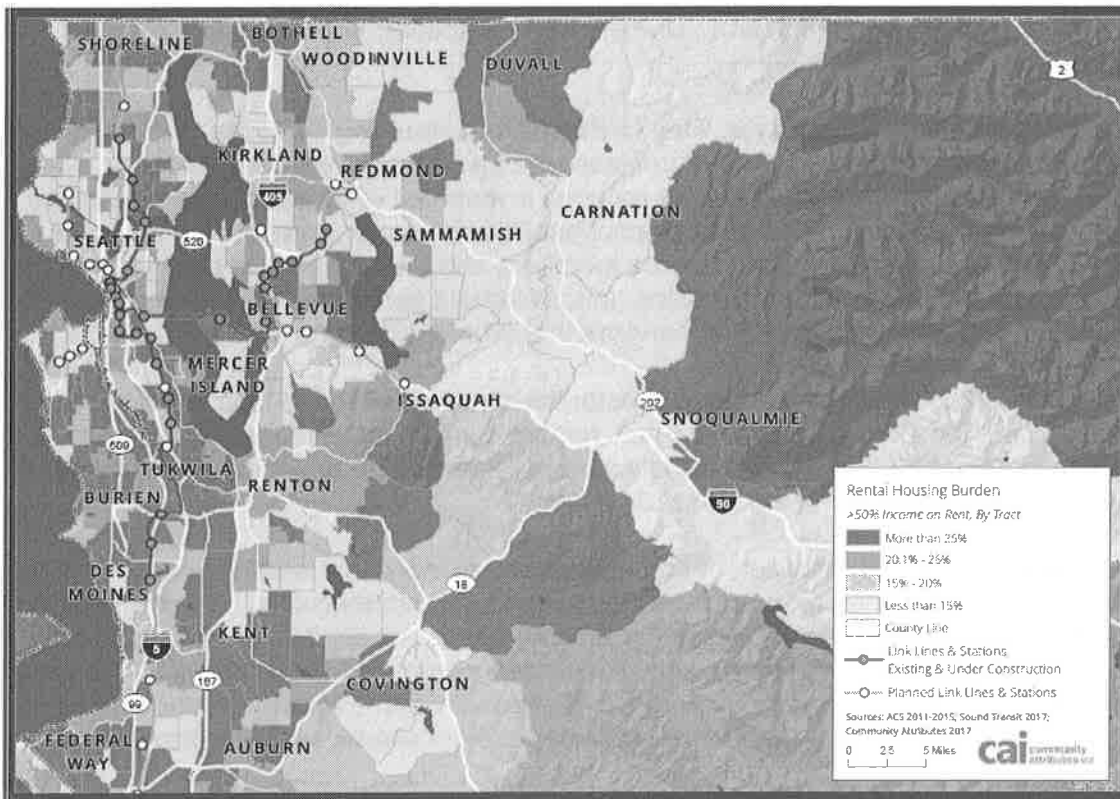 SHORELINE
BOTHELL
WOODINVILLE
DUVALL
2
KIRKLAND
REDMOND
405
CARNATION
SEATTLE
520
SAMMAMISH
BELLEVUE
MERCER
ISLAND
ISSAQUAH
202
SNOQUALMIE
509
TUKWILA
RENTON
BURIEN
90
DES
MOINES
18
KENT
5
167
COVINGTON
99
FEDERAL
WAY
AUBURN
Rental Housing Burden
>50% Income on Rent, By Tract
More than 25%
20.1% - 25%
15% - 20%
Less than 15%
County Line
Link Lines & Stations,
Existing & Under Construction
Planned Link Lines & Stations
Sources: ACS 2011-2015; Sound Transit 2017;
Community Attributes 2017
0 2.5 5 Miles
cai community
attributes inc